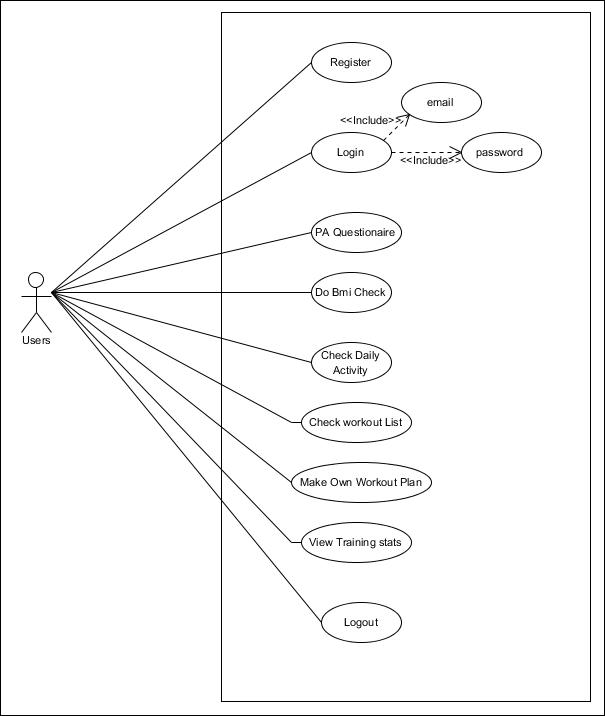 Register
email
<<Include>>
Login
<<Include>>
password
PA Questionaire
Do Bmi Check
Users
Check Daily
Activity
Check workout List
Make Own Workout Plan
View Training stats
Logout